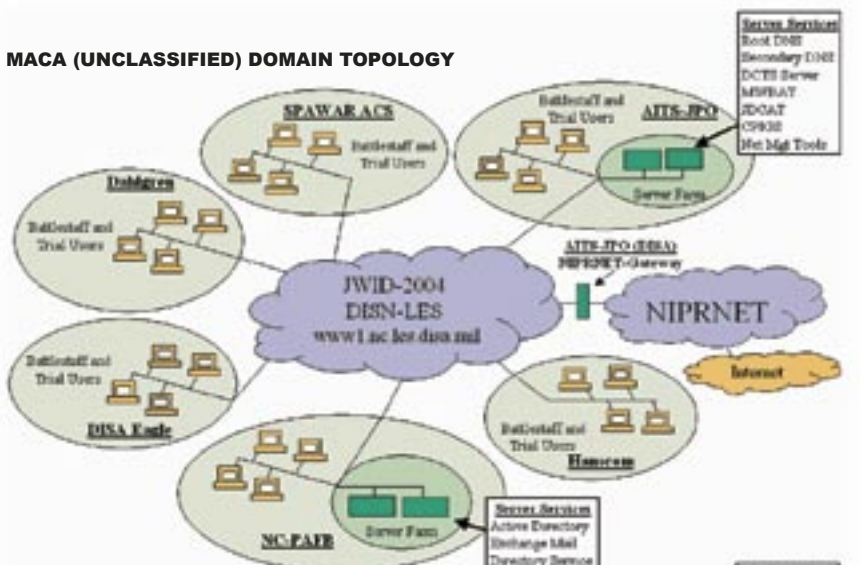 MACA (UNCLASSIFIED) DOMAIN TOPOLOGY
Server Services
Root DNS
Secondary DNS
DCTS Server
JDCAT
Net Mgt Tools
SPAWAR ACS
Battlestaff and
Trial Users
Battlestaff and
Trial Users
AITS-JPO
Server Farm
Dahlgren
Battlestaff and
Trial Users
AITS-JPO (DISA)
NIPRNET-Gateway
JWID-2004
DISN-LES
NIPRNET
Internet
Battlestaff and
Trial Users
DISA Eagle
Battlestaff and
Trial Users
Hanscom
NC-PAFB
Server Farm
Server Services
Active Directory
Exchange Mail
Directory Service